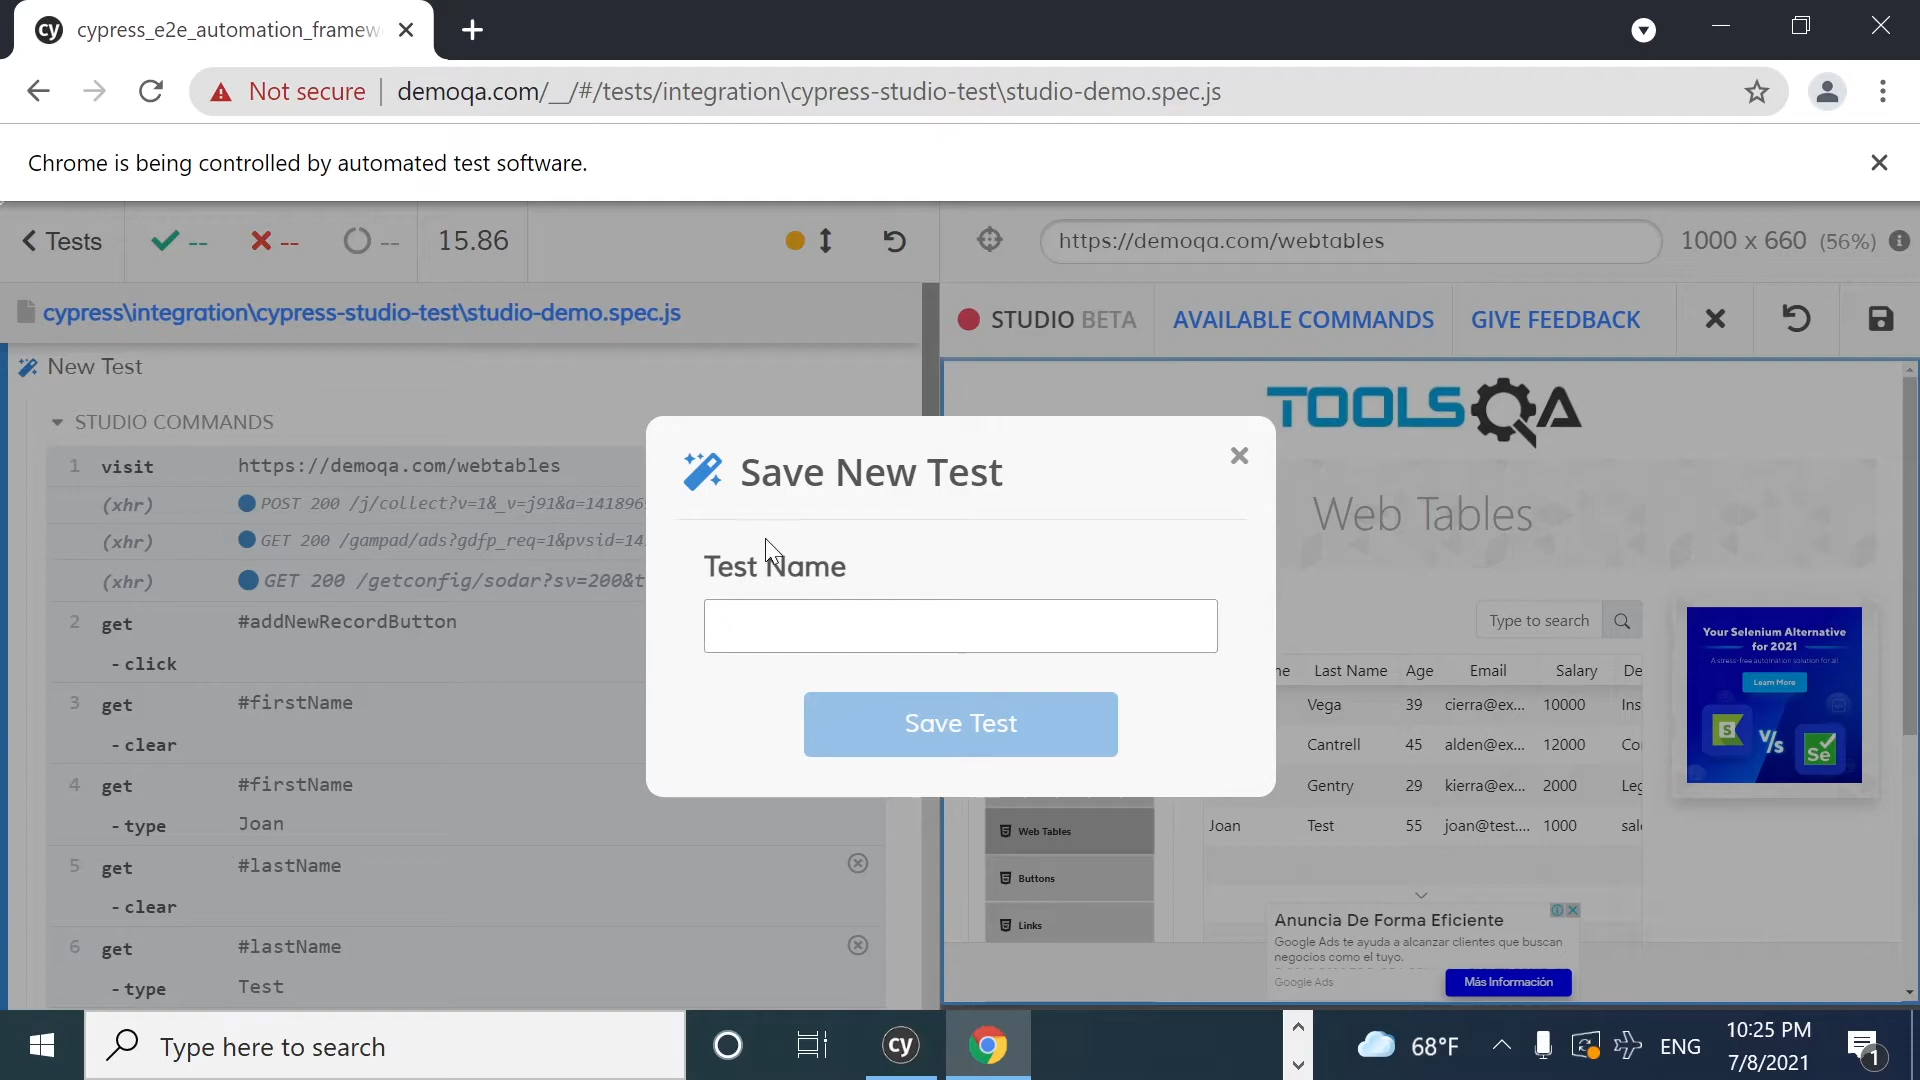 cypress_e2e_automation_framew
Not secure
demoqa.com/__/#/tests/integration\cypress-studio-test\studio-demo.spec.js
Chrome is being controlled by automated test software.
Tests
--
--
--
15.86
https://demoqa.com/webtables
1000 x 660 (56%)
cypress\integration\cypress-studio-test\studio-demo.spec.js
STUDIO BETA
AVAILABLE COMMANDS
GIVE FEEDBACK
New Test
STUDIO COMMANDS
1 visit https://demoqa.com/webtables
(xhr) POST 200 /j/collect?v=1&_v=j91&a=141896
(xhr) GET 200 /gampad/ads?gdfp_req=1&pvsid=14
(xhr) GET 200 /getconfig/sodar?sv=200&t
2 get #addNewRecordButton
-click
3 get #firstName
-clear
4 get #firstName
-type Joan
5 get #lastName
-clear
6 get #lastName
-type Test
Save New Test
Test Name
Save Test
TOOLSQA
Web Tables
Type to search
Last Name Age Email Salary De
Vega 39 cierra@ex... 10000 Ins
Cantrell 45 alden@ex... 12000 Co
Gentry 29 kierra@ex... 2000 Leg
Joan Test 55 joan@test.... 1000 sal
Web Tables
Buttons
Links
Your Selenium Alternative
for 2021
A stress-free automation solution for all
Learn More
V/s
Se
Anuncia De Forma Eficiente
Google Ads te ayuda a alcanzar clientes que buscan
negocios como el tuyo.
Google Ads
Más Información
Type here to search
cy
68°F
ENG
10:25 PM
7/8/2021
1